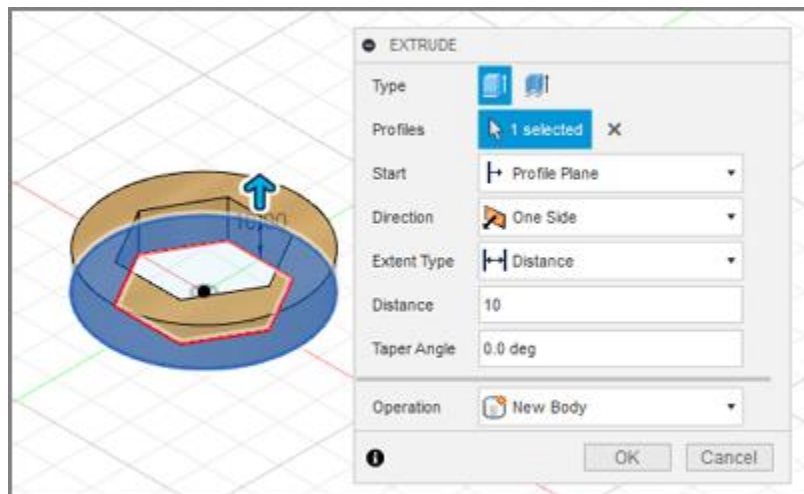 EXTRUDE
Type
Profiles 1 selected
Start Profile Plane
Direction One Side
Extent Type Distance
Distance 10
Taper Angle 0.0 deg
Operation New Body
OK Cancel